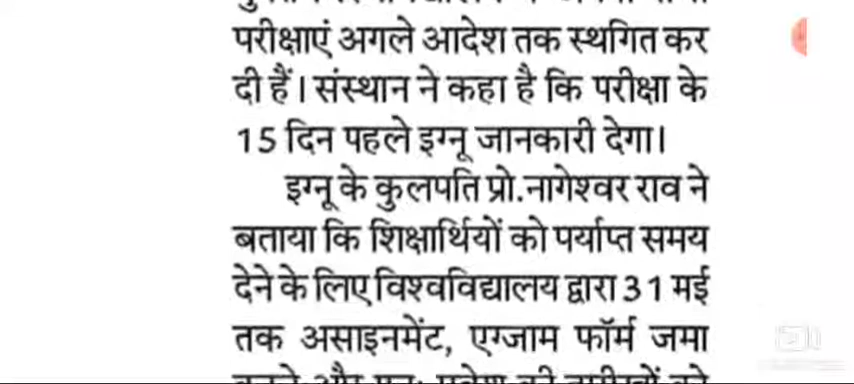 परीक्षाएं अगले आदेश तक स्थगित कर
दी हैं। संस्थान ने कहा है कि परीक्षा के
15 दिन पहले इग्नू जानकारी देगा।
इग्नू के कुलपति प्रो.नागेश्वर राव ने
बताया कि शिक्षार्थियों को पर्याप्त समय
देने के लिए विश्वविद्यालय द्वारा 31 मई
तक असाइनमेंट, एग्जाम फॉर्म जमा